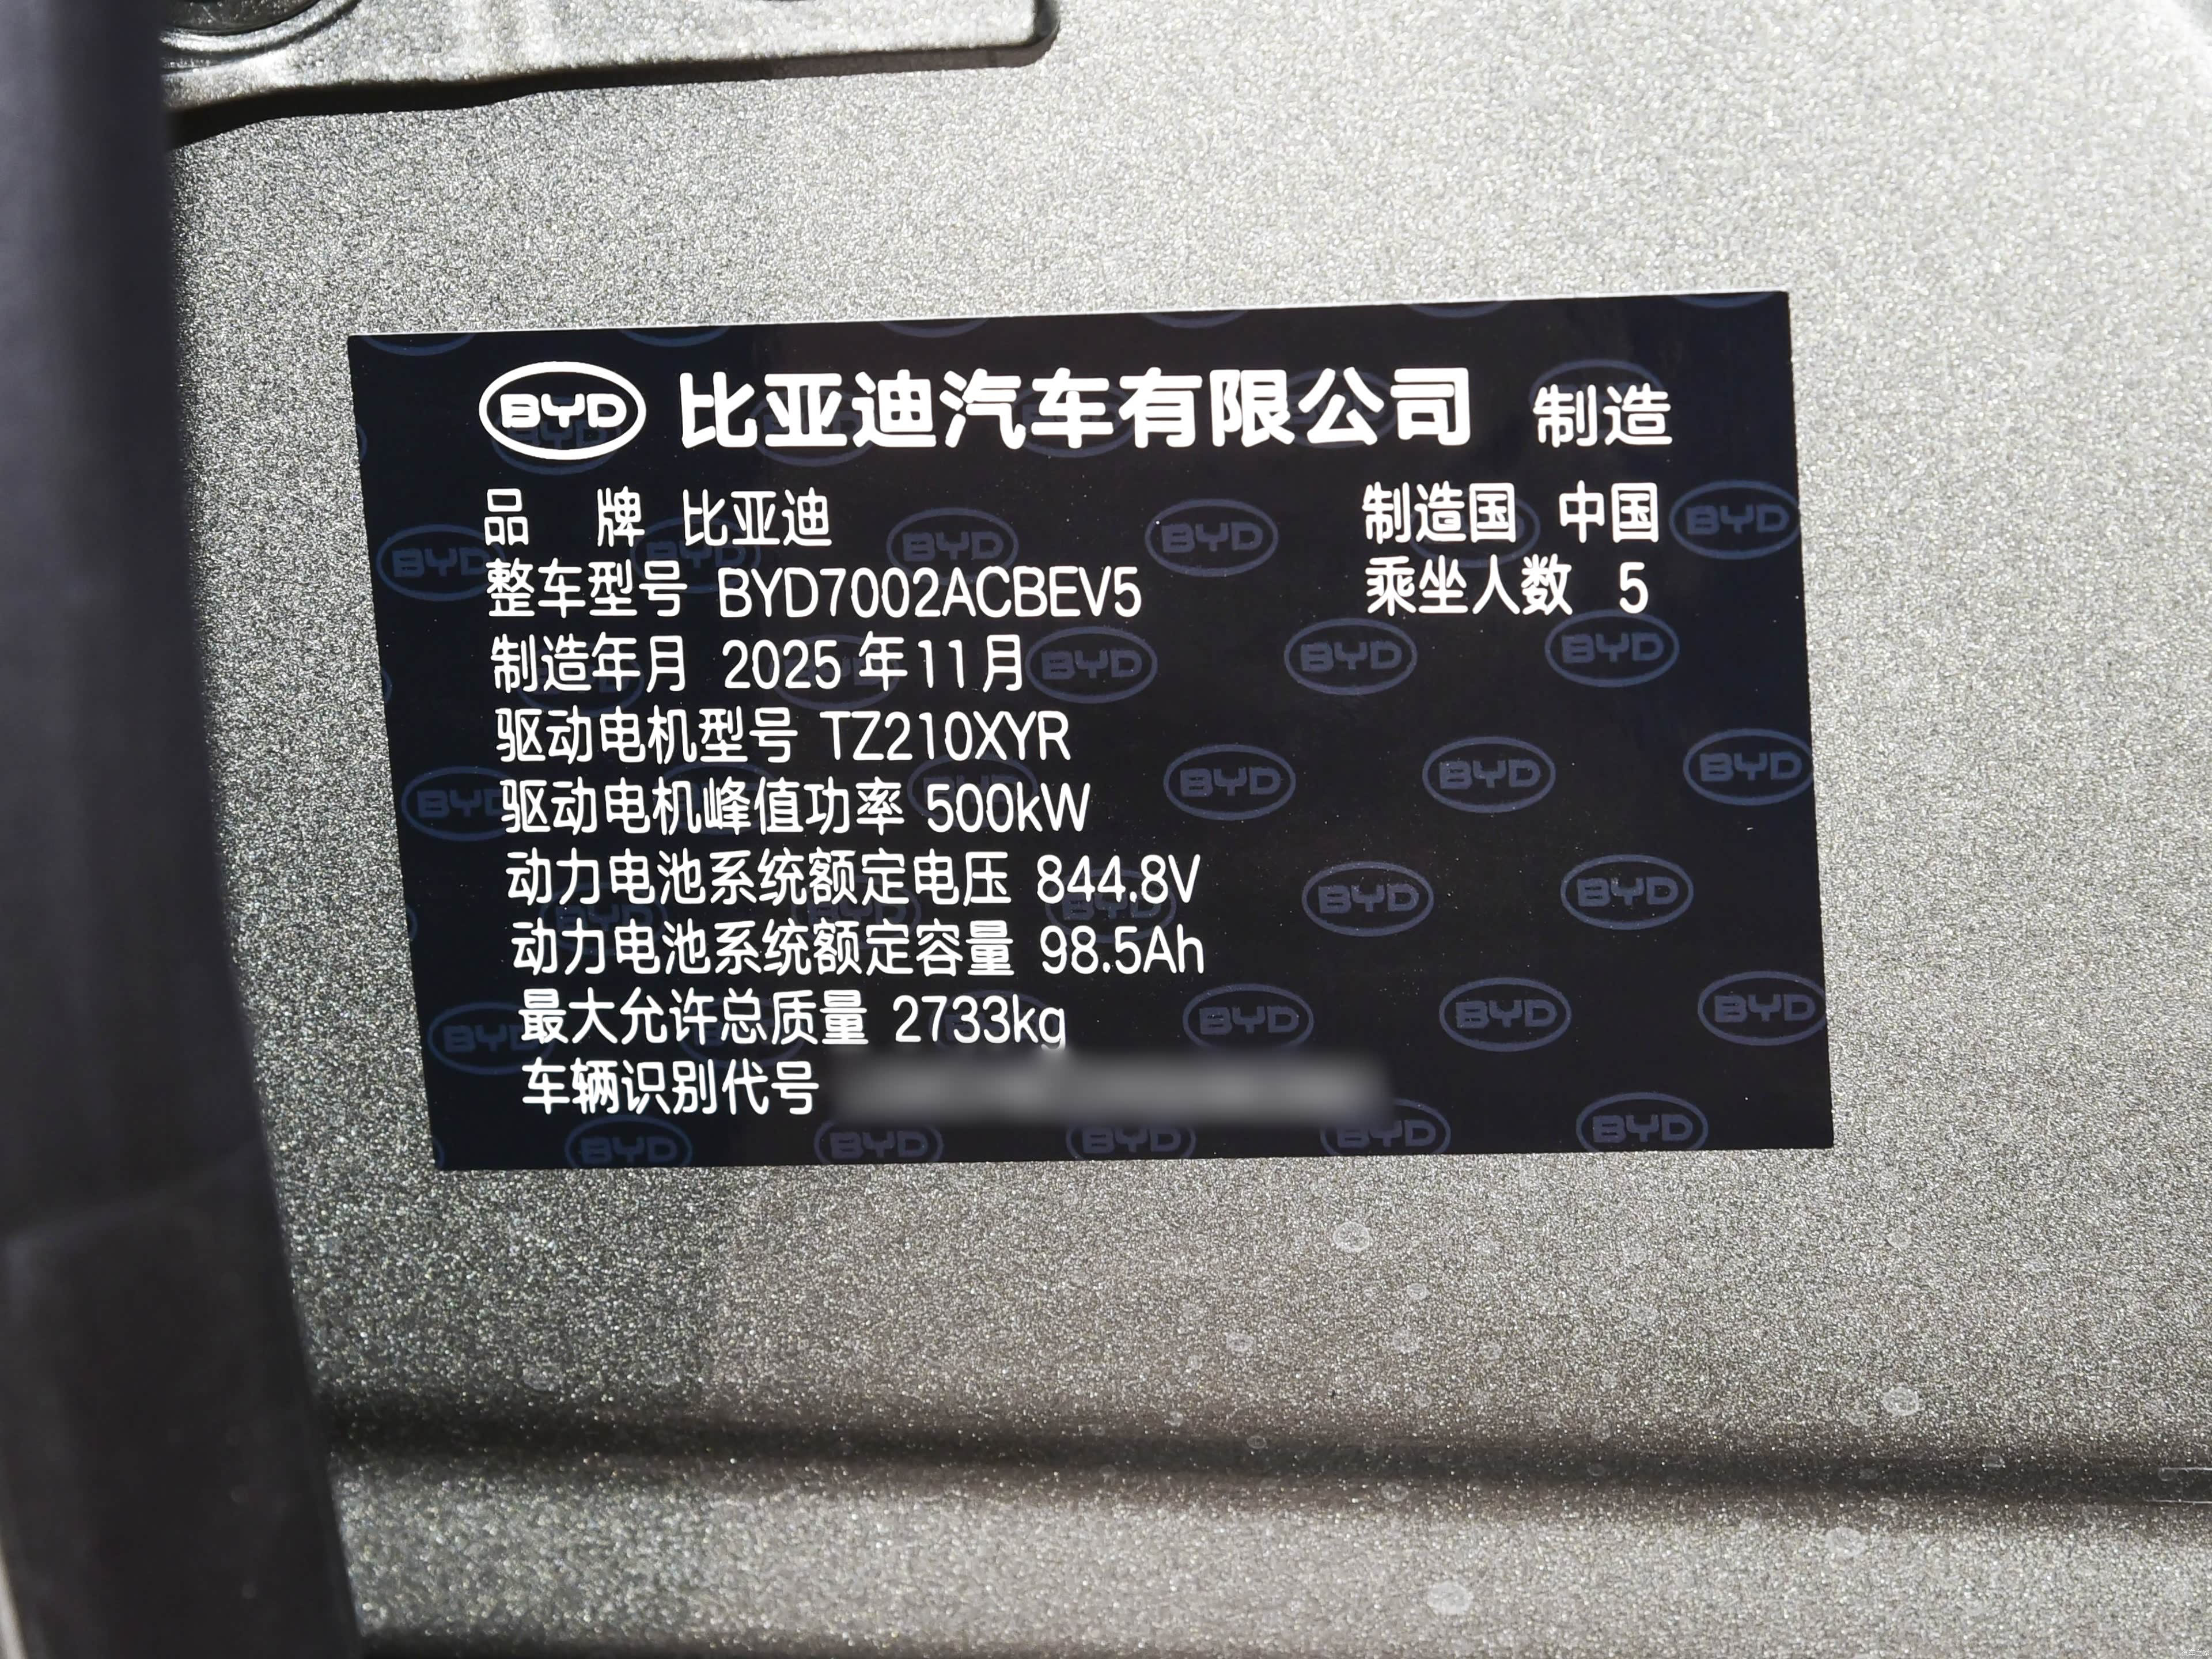 BYD 比亚迪汽车有限公司 制造
品 牌 比亚迪 制造国 中国
整车型号 BYD7002ACBEV5 乘坐人数 5
制造年月 2025年11月
驱动电机型号 TZ210XYR
驱动电机峰值功率 500kW
动力电池系统额定电压 844.8V
动力电池系统额定容量 98.5Ah
最大允许总质量 2733kg
车辆识别代号